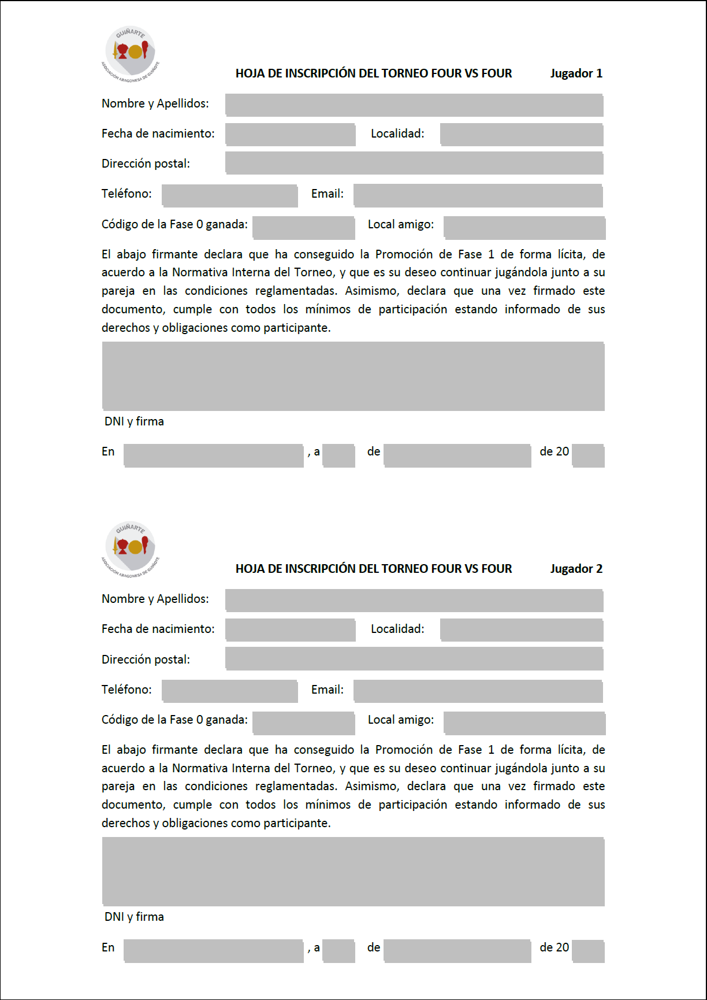 GUIÑARTE
ASOCIACIÓN ARAGONESA DE GUIÑOTE
HOJA DE INSCRIPCIÓN DEL TORNEO FOUR VS FOUR Jugador 1
Nombre y Apellidos:
Fecha de nacimiento: Localidad:
Dirección postal:
Teléfono: Email:
Código de la Fase 0 ganada: Local amigo:
El abajo firmante declara que ha conseguido la Promoción de Fase 1 de forma lícita, de
acuerdo a la Normativa Interna del Torneo, y que es su deseo continuar jugándola junto a su
pareja en las condiciones reglamentadas. Asimismo, declara que una vez firmado este
documento, cumple con todos los mínimos de participación estando informado de sus
derechos y obligaciones como participante.
DNI y firma
En , a de de 20
GUIÑARTE
ASOCIACIÓN ARAGONESA DE GUIÑOTE
HOJA DE INSCRIPCIÓN DEL TORNEO FOUR VS FOUR Jugador 2
Nombre y Apellidos:
Fecha de nacimiento: Localidad:
Dirección postal:
Teléfono: Email:
Código de la Fase 0 ganada: Local amigo:
El abajo firmante declara que ha conseguido la Promoción de Fase 1 de forma lícita, de
acuerdo a la Normativa Interna del Torneo, y que es su deseo continuar jugándola junto a su
pareja en las condiciones reglamentadas. Asimismo, declara que una vez firmado este
documento, cumple con todos los mínimos de participación estando informado de sus
derechos y obligaciones como participante.
DNI y firma
En , a de de 20